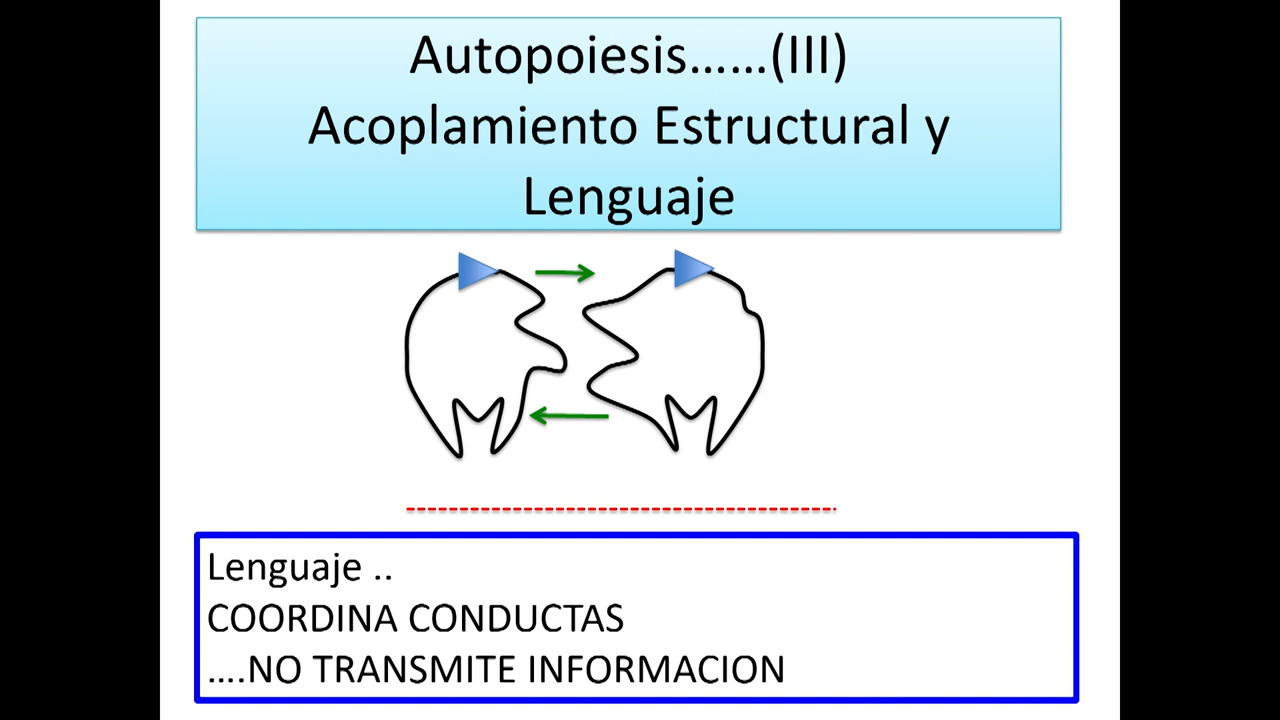 Autopoiesis……(III)
Acoplamiento Estructural y
Lenguaje
Lenguaje ..
COORDINA CONDUCTAS
….NO TRANSMITE INFORMACION